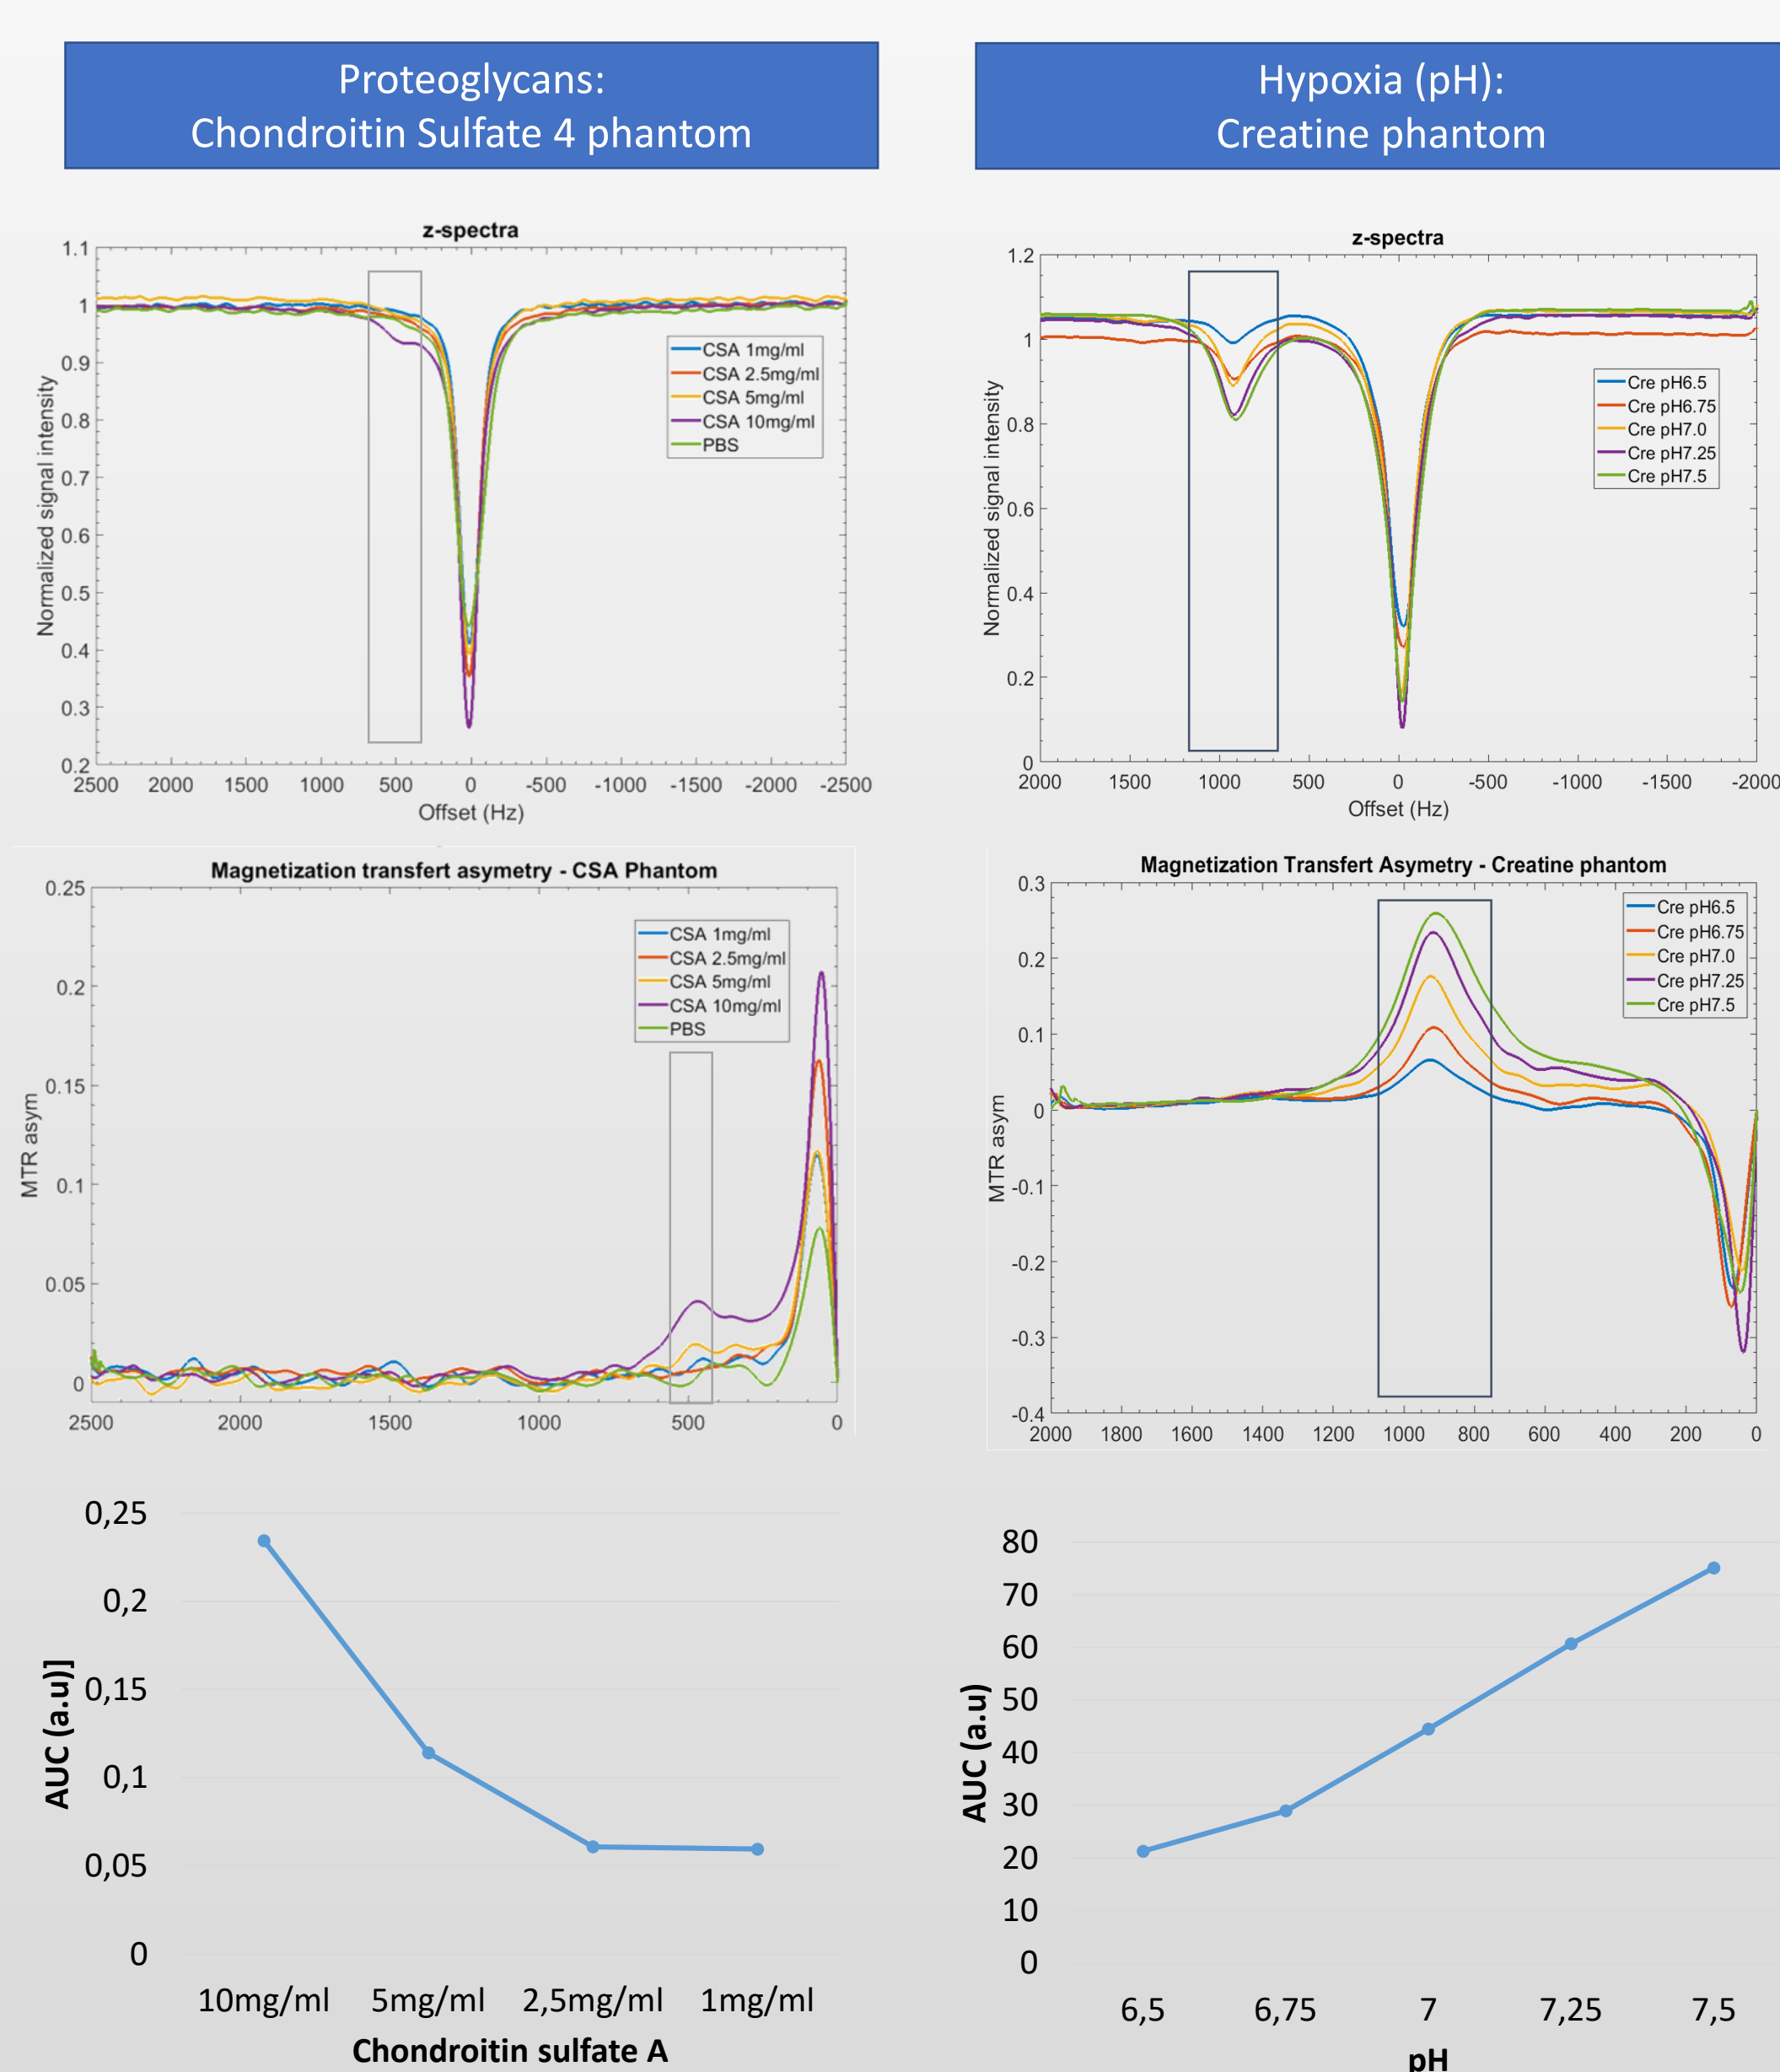 Proteoglycans:
Chondroitin Sulfate 4 phantom
Hypoxia (pH):
Creatine phantom
z-spectra
1.1
1
0.9
0.8
0.7
0.6
0.5
0.4
0.3
0.2
Normalized signal intensity
CSA 1mg/ml
CSA 2.5mg/ml
CSA 5mg/ml
CSA 10mg/ml
PBS
2500 2000 1500 1000 500 0 -500 -1000 -1500 -2000 -2500
Offset (Hz)
z-spectra
1.2
1
0.8
0.6
0.4
0.2
0
Normalized signal intensity
Cre pH6.5
Cre pH6.75
Cre pH7.0
Cre pH7.25
Cre pH7.5
2000 1500 1000 500 0 -500 -1000 -1500 -2000
Offset (Hz)
Magnetization transfert asymetry - CSA Phantom
0.25
0.2
0.15
0.1
0.05
0
MTR asym
CSA 1mg/ml
CSA 2.5mg/ml
CSA 5mg/ml
CSA 10mg/ml
PBS
2500 2000 1500 1000 500 0
Magnetization Transfert Asymetry - Creatine phantom
0.3
0.2
0.1
0
-0.1
-0.2
-0.3
-0.4
MTR asym
Cre pH6.5
Cre pH6.75
Cre pH7.0
Cre pH7.25
Cre pH7.5
2000 1800 1600 1400 1200 1000 800 600 400 200 0
0,25
0,2
0,15
0,1
0,05
0
AUC (a.u)]
10mg/ml 5mg/ml 2,5mg/ml 1mg/ml
Chondroitin sulfate A
80
70
60
50
40
30
20
10
0
AUC (a.u)
6,5 6,75 7 7,25 7,5
pH